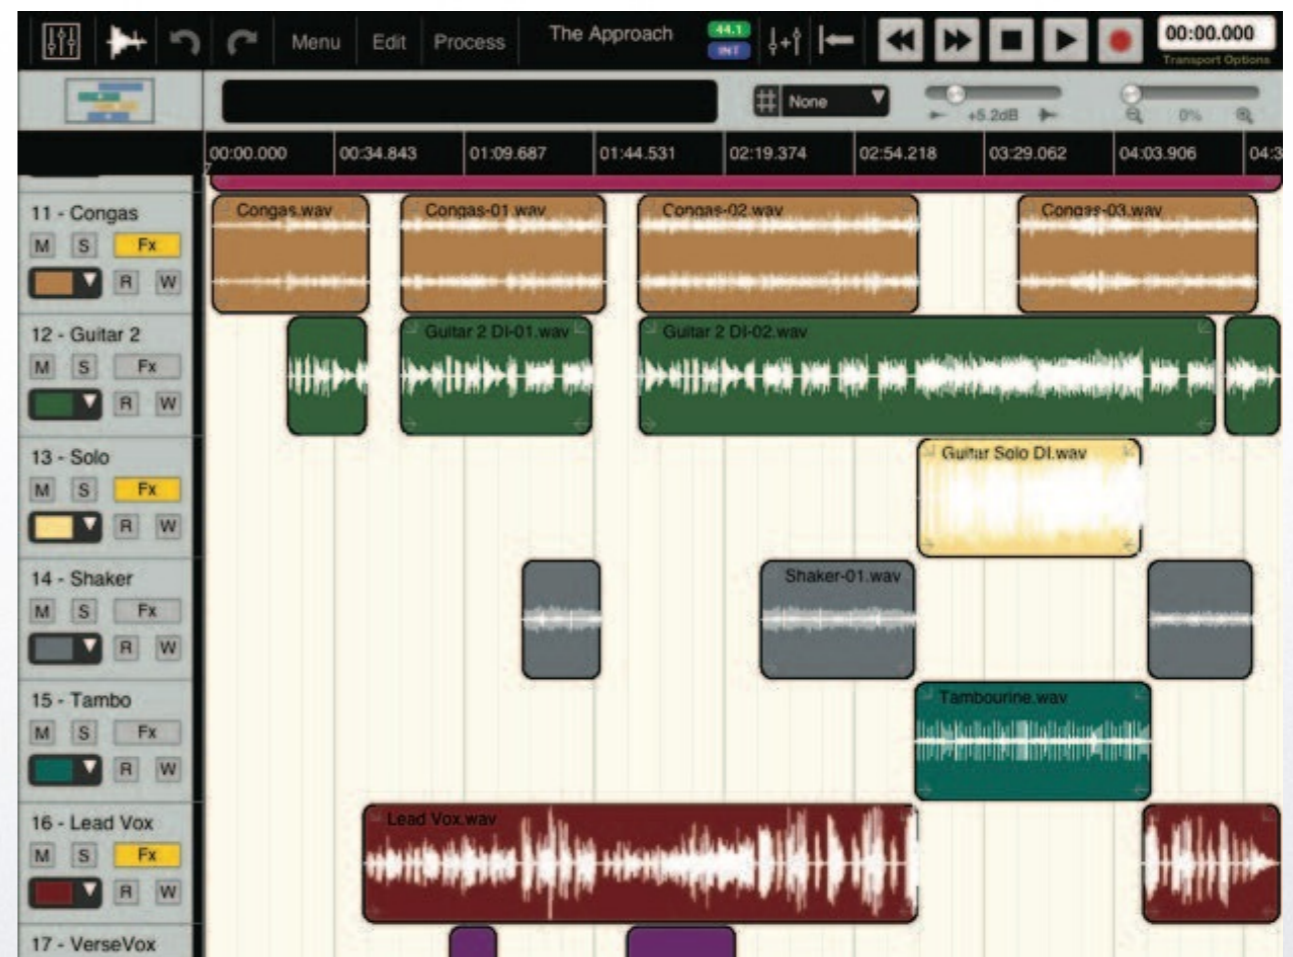 Menu Edit Process The Approach 44.1 INT 00:00.000
Transport Options
None +5.2dB 0%
00:00.000 00:34.843 01:09.687 01:44.531 02:19.374 02:54.218 03:29.062 04:03.906 04:3
11 - Congas Congas.wav Congas-01.wav Congas-02.wav Congas-03.wav
M S Fx
R W
12 - Guitar 2 Guitar 2 DI-01.wav Guitar 2 DI-02.wav
M S Fx
R W
13 - Solo Guitar Solo DI.wav
M S Fx
R W
14 - Shaker Shaker-01.wav
M S Fx
R W
15 - Tambo Tambourine.wav
M S Fx
R W
16 - Lead Vox Lead Vox.wav
M S Fx
R W
17 - VerseVox